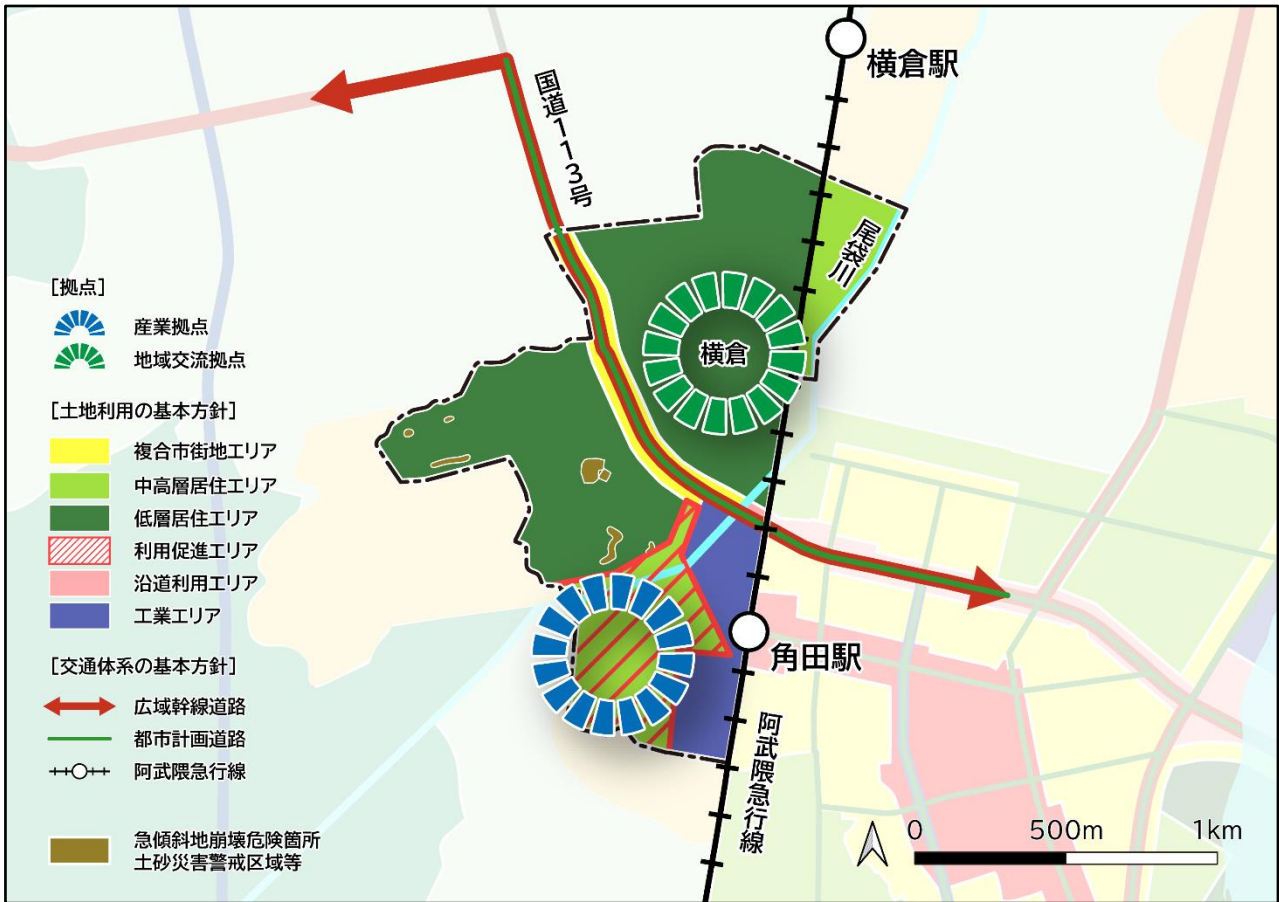 横倉駅
国道113号
尾袋川
横倉
[拠点]
産業拠点
地域交流拠点
[土地利用の基本方針]
複合市街地エリア
中高層居住エリア
低層居住エリア
利用促進エリア
沿道利用エリア
工業エリア
[交通体系の基本方針]
広域幹線道路
都市計画道路
阿武隈急行線
急傾斜地崩壊危険箇所
土砂災害警戒区域等
角田駅
阿武隈急行線
0 500m 1km